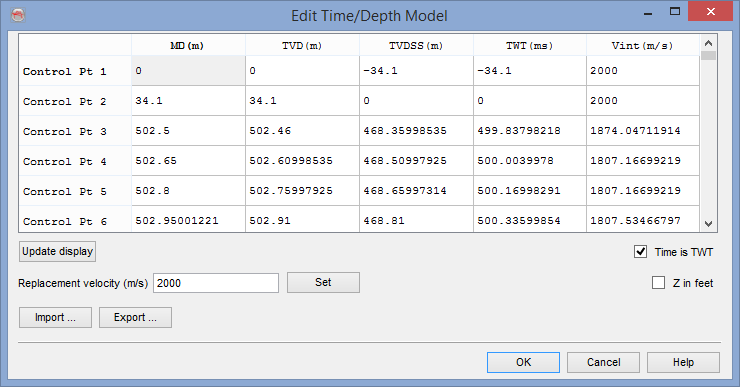 Edit Time/Depth Model
MD(m) TVD(m) TVDSS(m) TWT(ms) Vint(m/s)
Control Pt 1 0 0 -34.1 -34.1 2000
Control Pt 2 34.1 34.1 0 0 2000
Control Pt 3 502.5 502.46 468.35998535 499.83798218 1874.04711914
Control Pt 4 502.65 502.60998535 468.50997925 500.0039978 1807.16699219
Control Pt 5 502.8 502.75997925 468.65997314 500.16998291 1807.16699219
Control Pt 6 502.95001221 502.91 468.81 500.33599854 1807.53466797
Update display Time is TWT
Replacement velocity (m/s) 2000 Set Z in feet
Import ... Export ...
OK Cancel Help